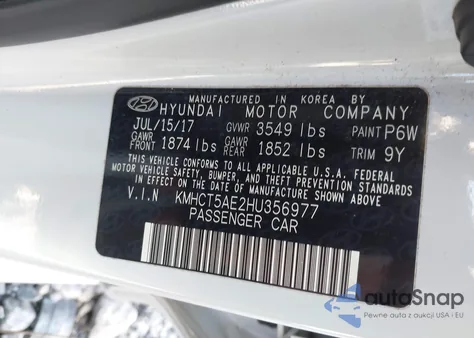 MANUFACTURED IN KOREA BY
HYUNDAI MOTOR COMPANY
JUL/15/17 GVWR 3549 lbs PAINT P6W
GAWR FRONT 1874 lbs GAWR REAR 1852 lbs TRIM 9Y
THIS VEHICLE CONFORMS TO ALL APPLICABLE U.S. FEDERAL
MOTOR VEHICLE SAFETY, BUMPER, AND THEFT PREVENTION
STANDARDS IN EFFECT ON THE DATE OF MANUFACTURE SHOWN
ABOVE.
V.I.N KMHCT5AE2HU356977
PASSENGER CAR
autoSnap
Pewne auta z aukcji USA i EU